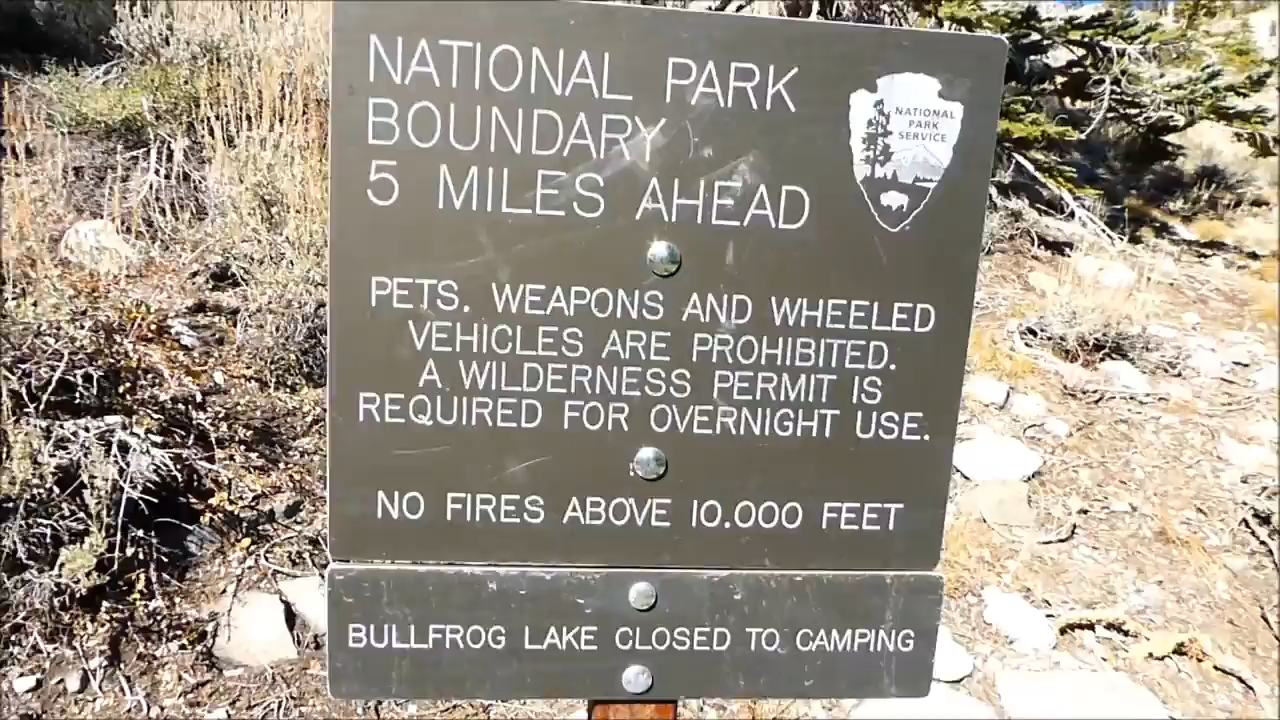 NATIONAL PARK
BOUNDARY
5 MILES AHEAD
NATIONAL
PARK
SERVICE
PETS. WEAPONS AND WHEELED
VEHICLES ARE PROHIBITED.
A WILDERNESS PERMIT IS
REQUIRED FOR OVERNIGHT USE.
NO FIRES ABOVE 10.000 FEET
BULLFROG LAKE CLOSED TO CAMPING